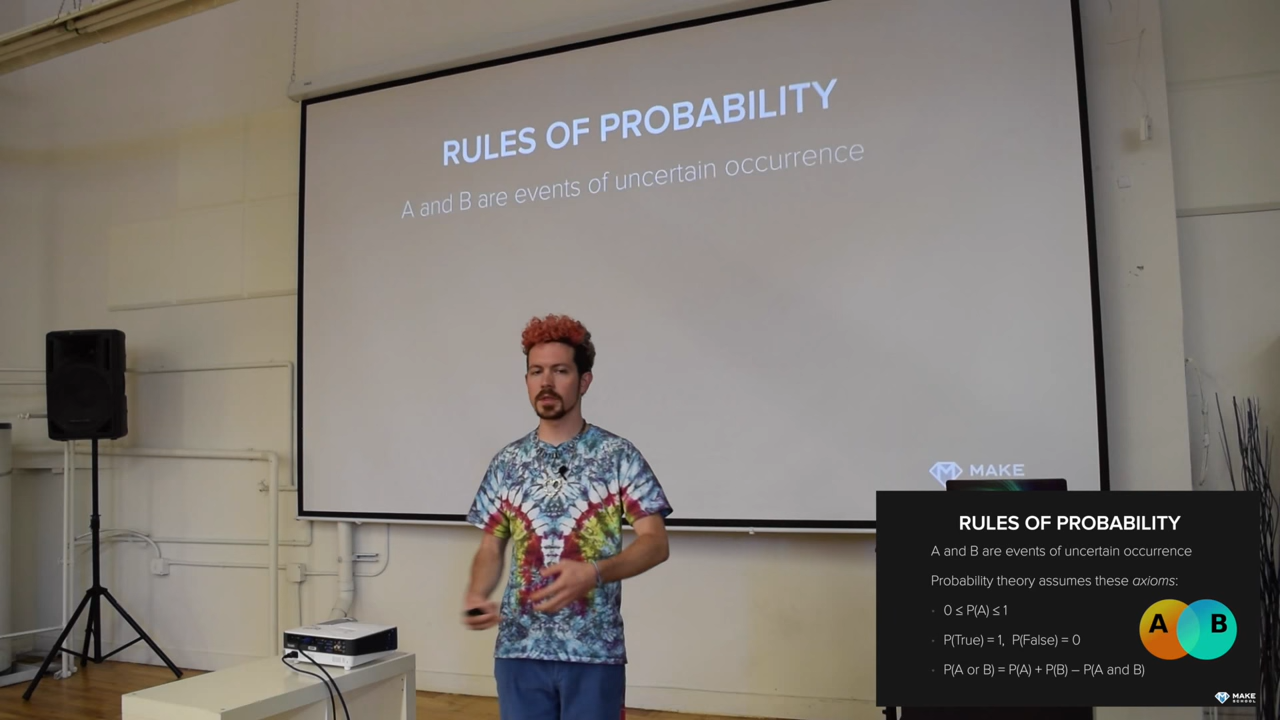 RULES OF PROBABILITY
A and B are events of uncertain occurrence
MAKE
RULES OF PROBABILITY
A and B are events of uncertain occurrence
Probability theory assumes these axioms:
0 ≤ P(A) ≤ 1
P(True) = 1, P(False) = 0
P(A or B) = P(A) + P(B) – P(A and B)
A B
MAKE
SCHOOL